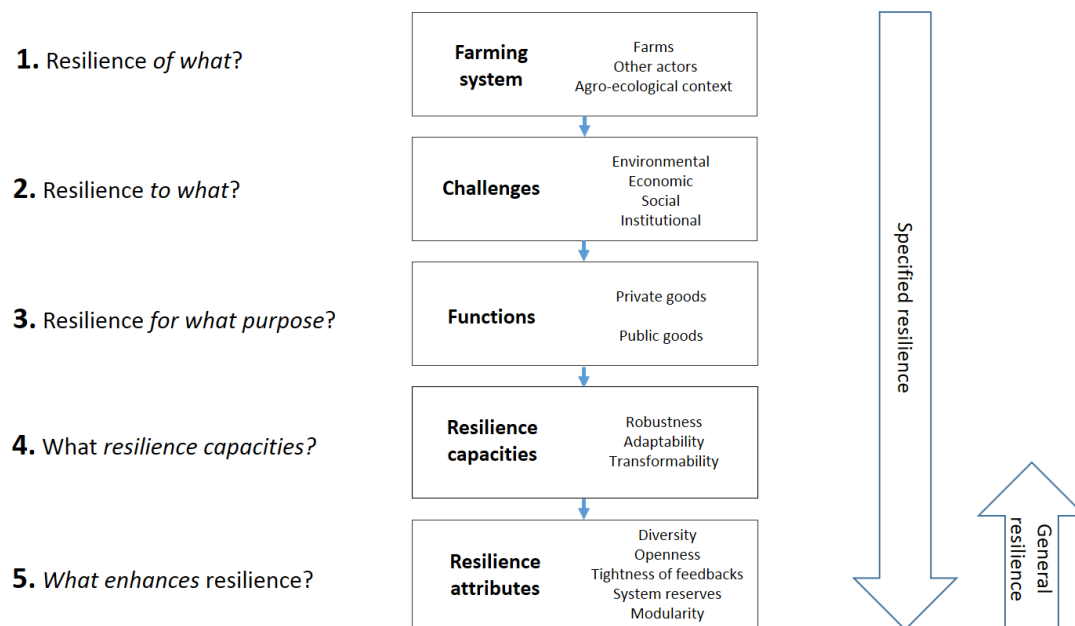 1. Resilience of what?
Farming
system
Farms
Other actors
Agro-ecological context
2. Resilience to what?
Challenges
Environmental
Economic
Social
Institutional
3. Resilience for what purpose?
Functions
Private goods
Public goods
4. What resilience capacities?
Resilience
capacities
Robustness
Adaptability
Transformability
5. What enhances resilience?
Resilience
attributes
Diversity
Openness
Tightness of feedbacks
System reserves
Modularity
Specified resilience
General
resilience